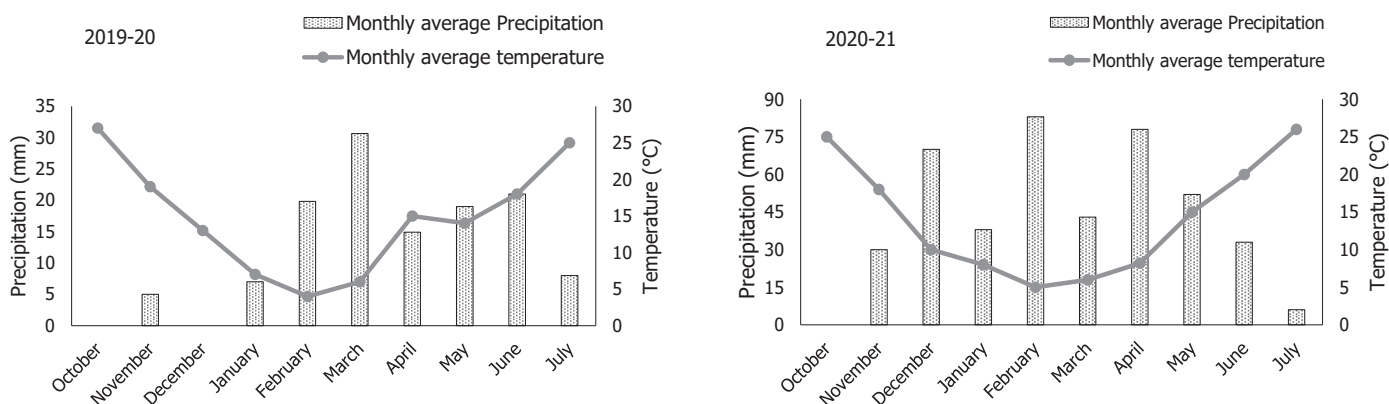 2019-20
Monthly average Precipitation
Monthly average temperature
Precipitation (mm)
35
30
25
20
15
10
5
0
Temperature (°C)
30
25
20
15
10
5
0
October
November
December
January
February
March
April
May
June
July
2020-21
Monthly average Precipitation
Monthly average temperature
Precipitation (mm)
90
75
60
45
30
15
0
Temperature (°C)
30
25
20
15
10
5
0
October
November
December
January
February
March
April
May
June
July